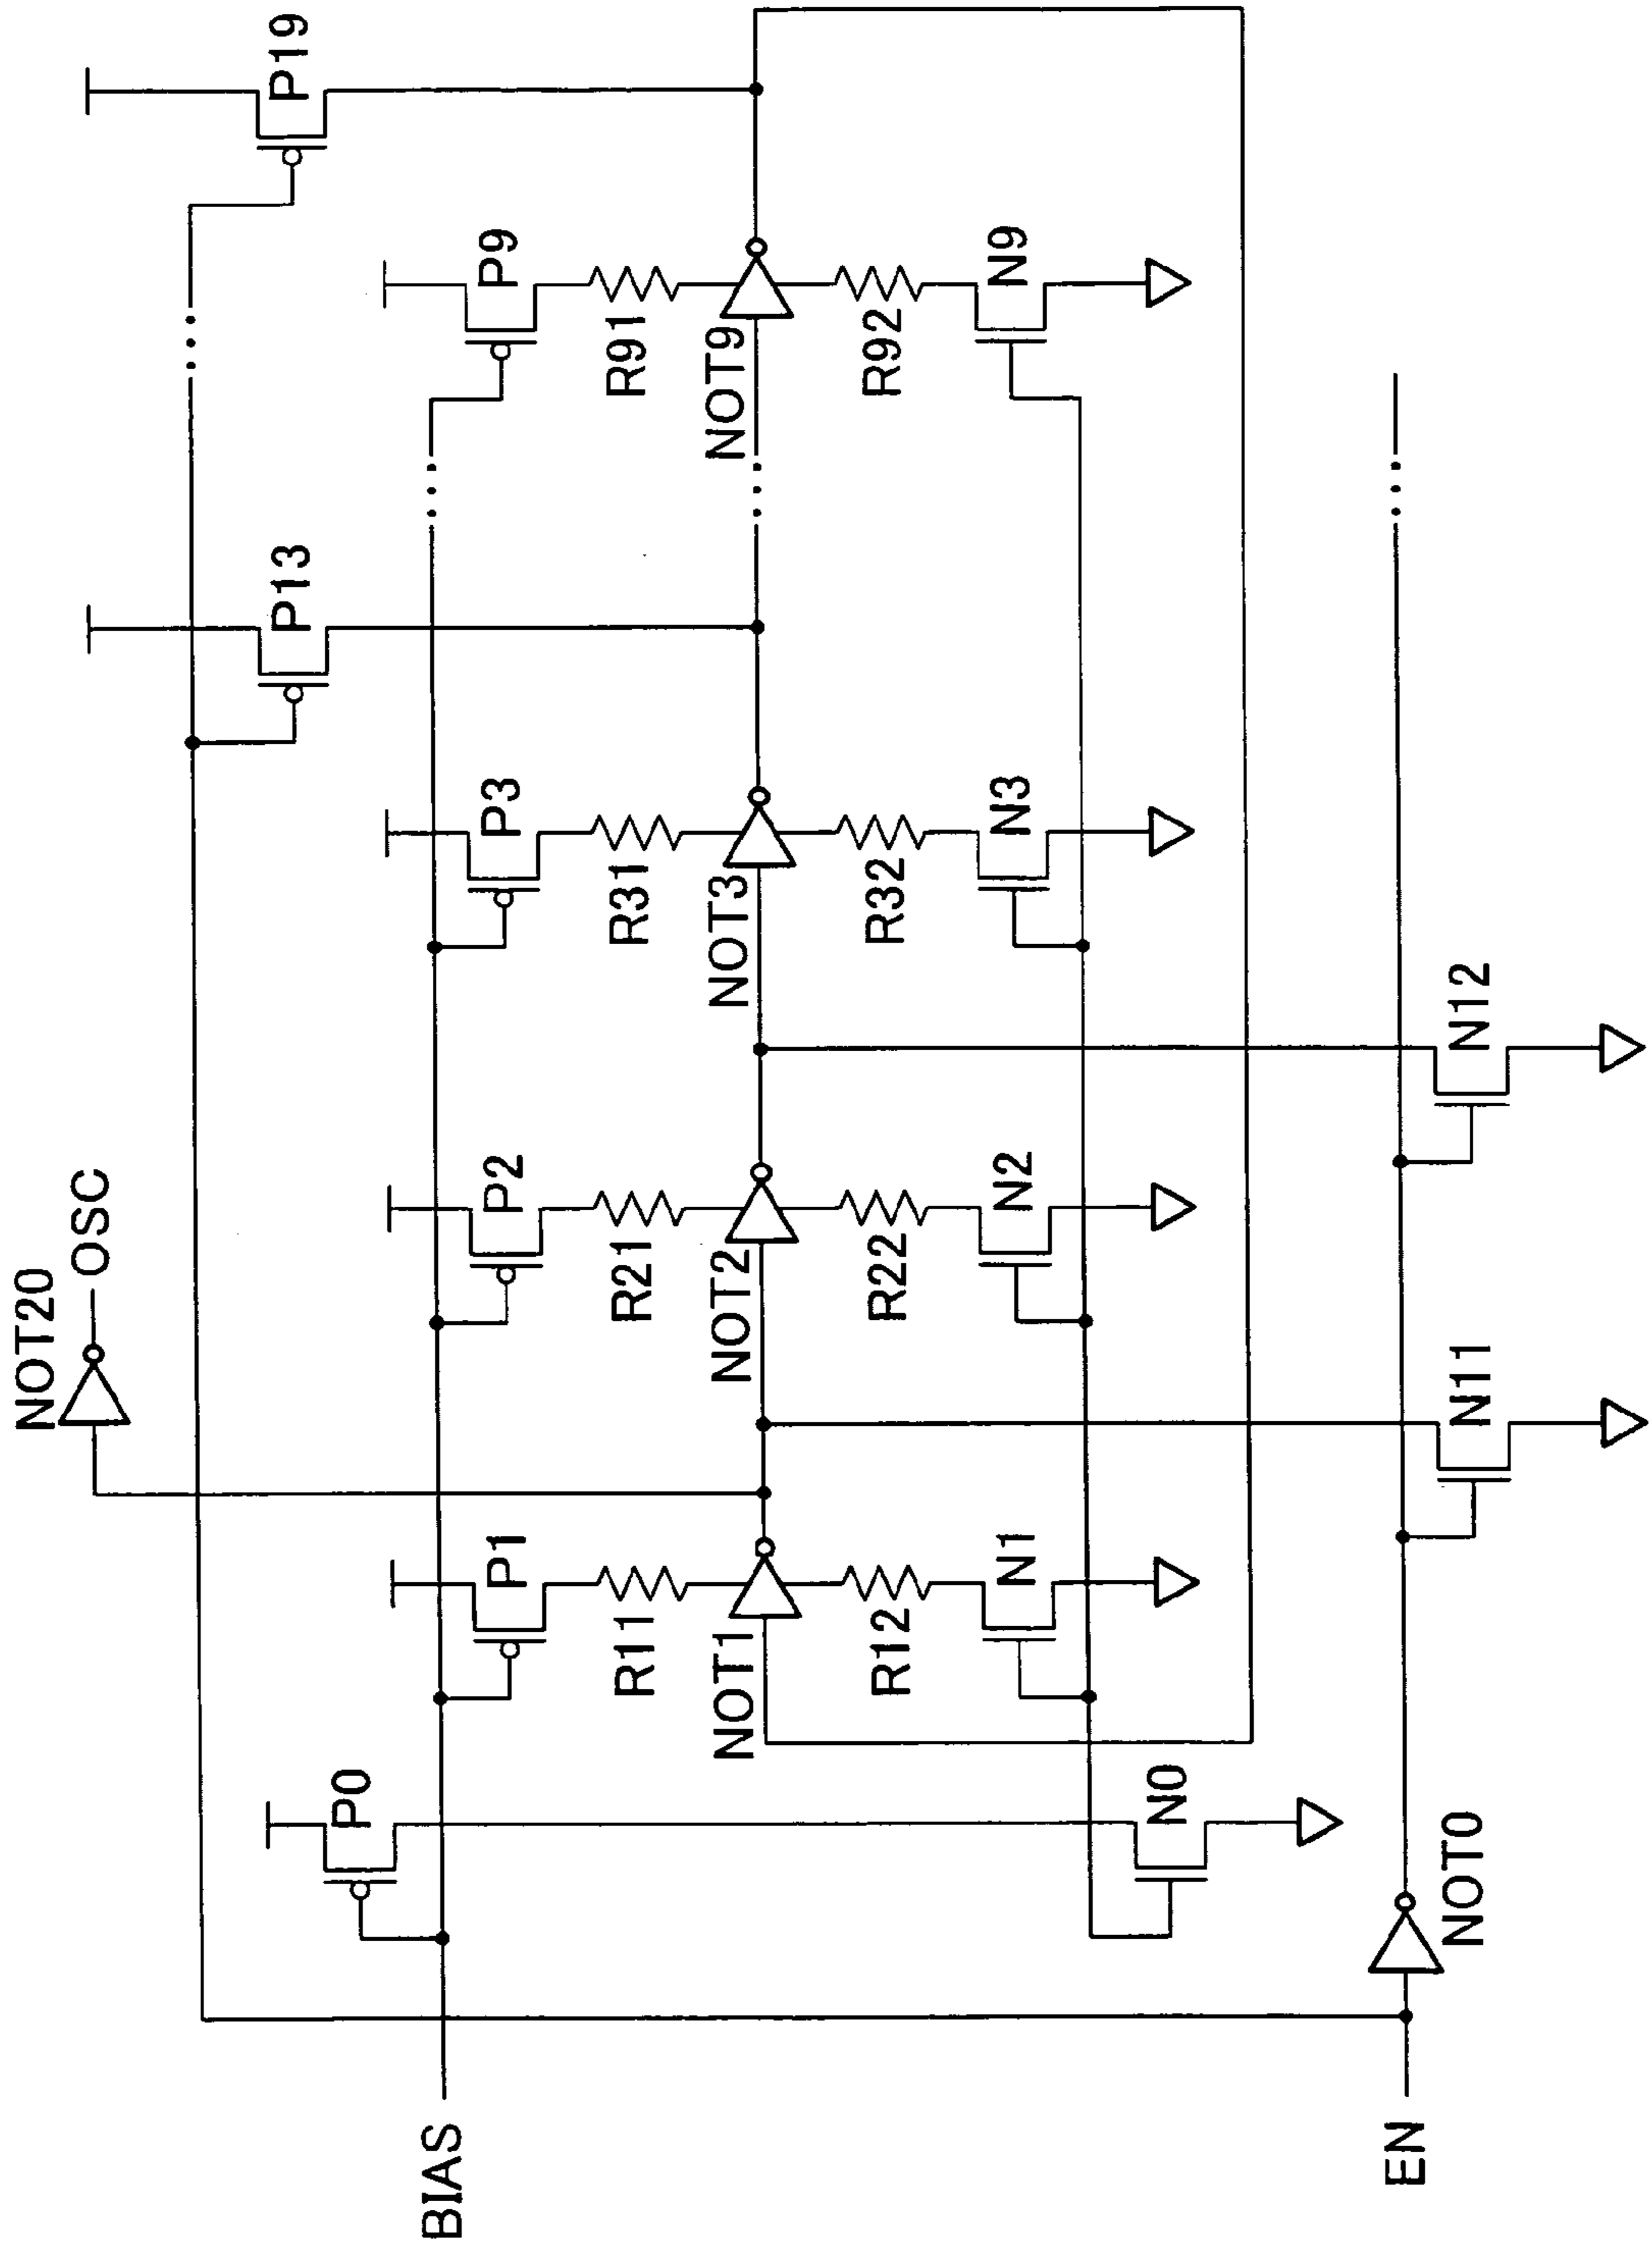 NOT20
OSC
P13
P19
P0
P1
P2
P3
P9
R11
R21
R31
R91
NOT1
NOT2
NOT3
NOT9
R12
R22
R32
R92
N0
N1
N2
N3
N9
BIAS
EN
NOT0
N11
N12